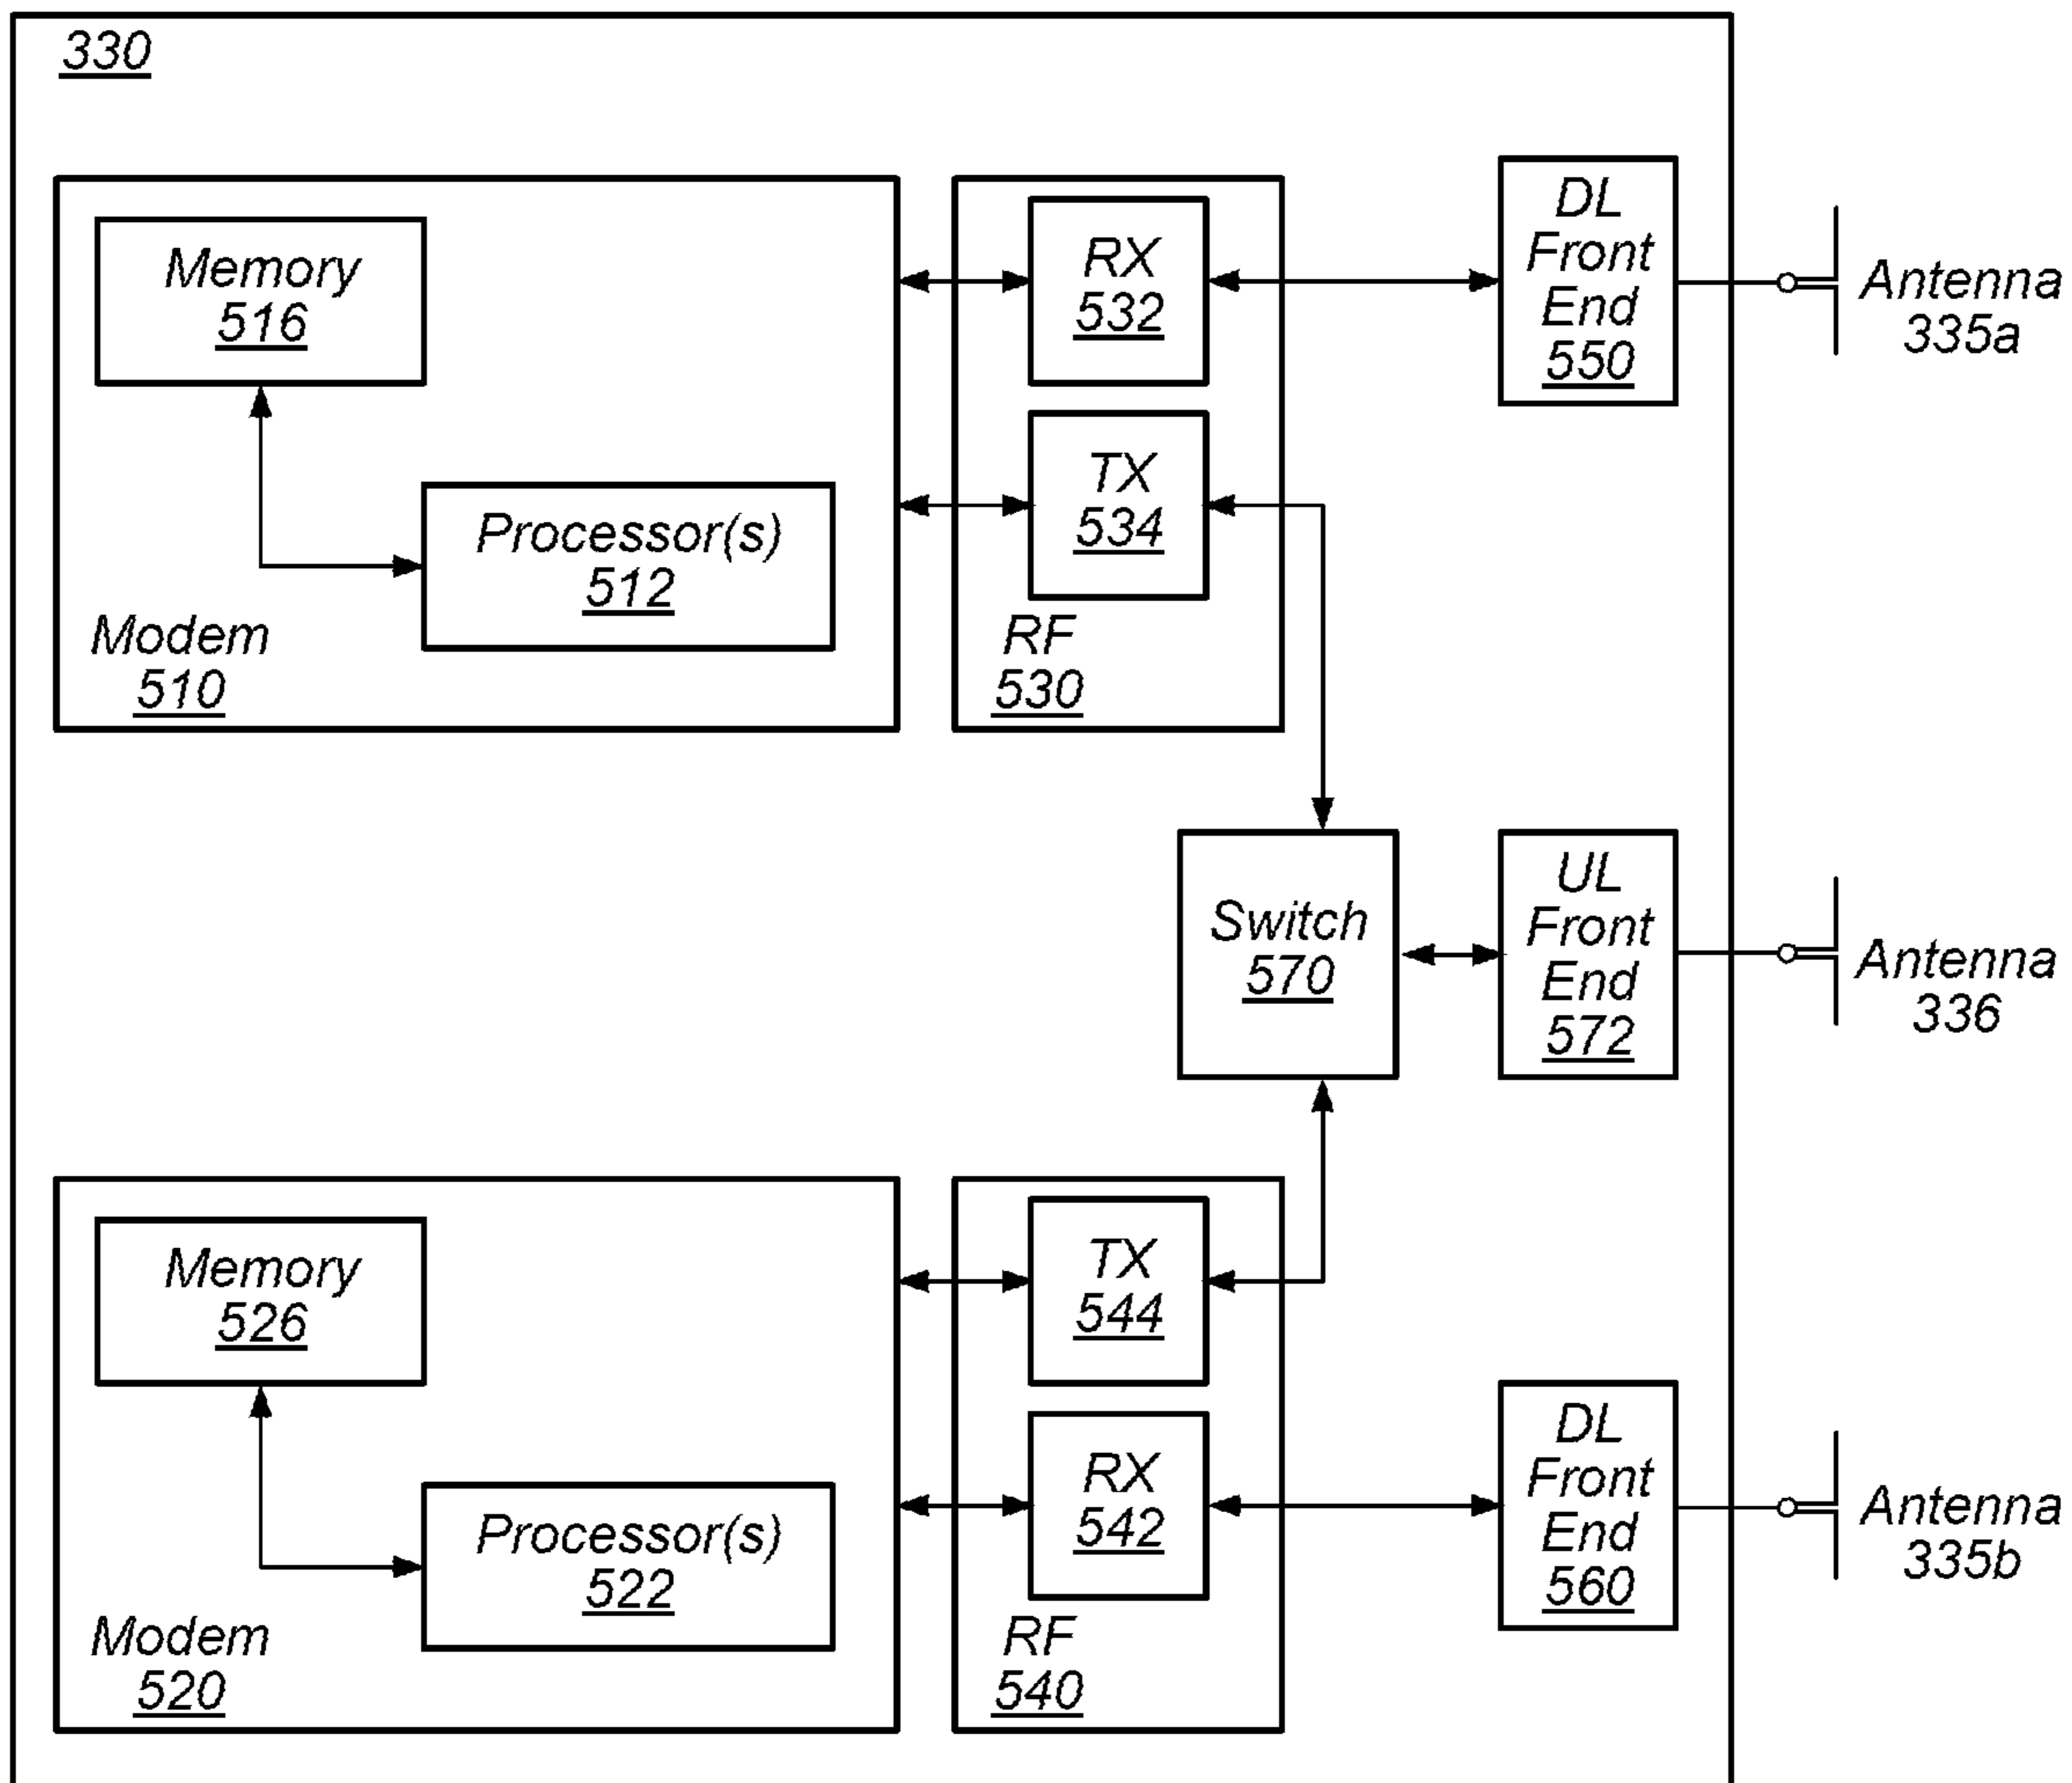 330
Memory
516
Processor(s)
512
Modem
510
RX
532
TX
534
RF
530
DL
Front
End
550
Antenna
335a
Switch
570
UL
Front
End
572
Antenna
336
Memory
526
Processor(s)
522
Modem
520
TX
544
RX
542
RF
540
DL
Front
End
560
Antenna
335b